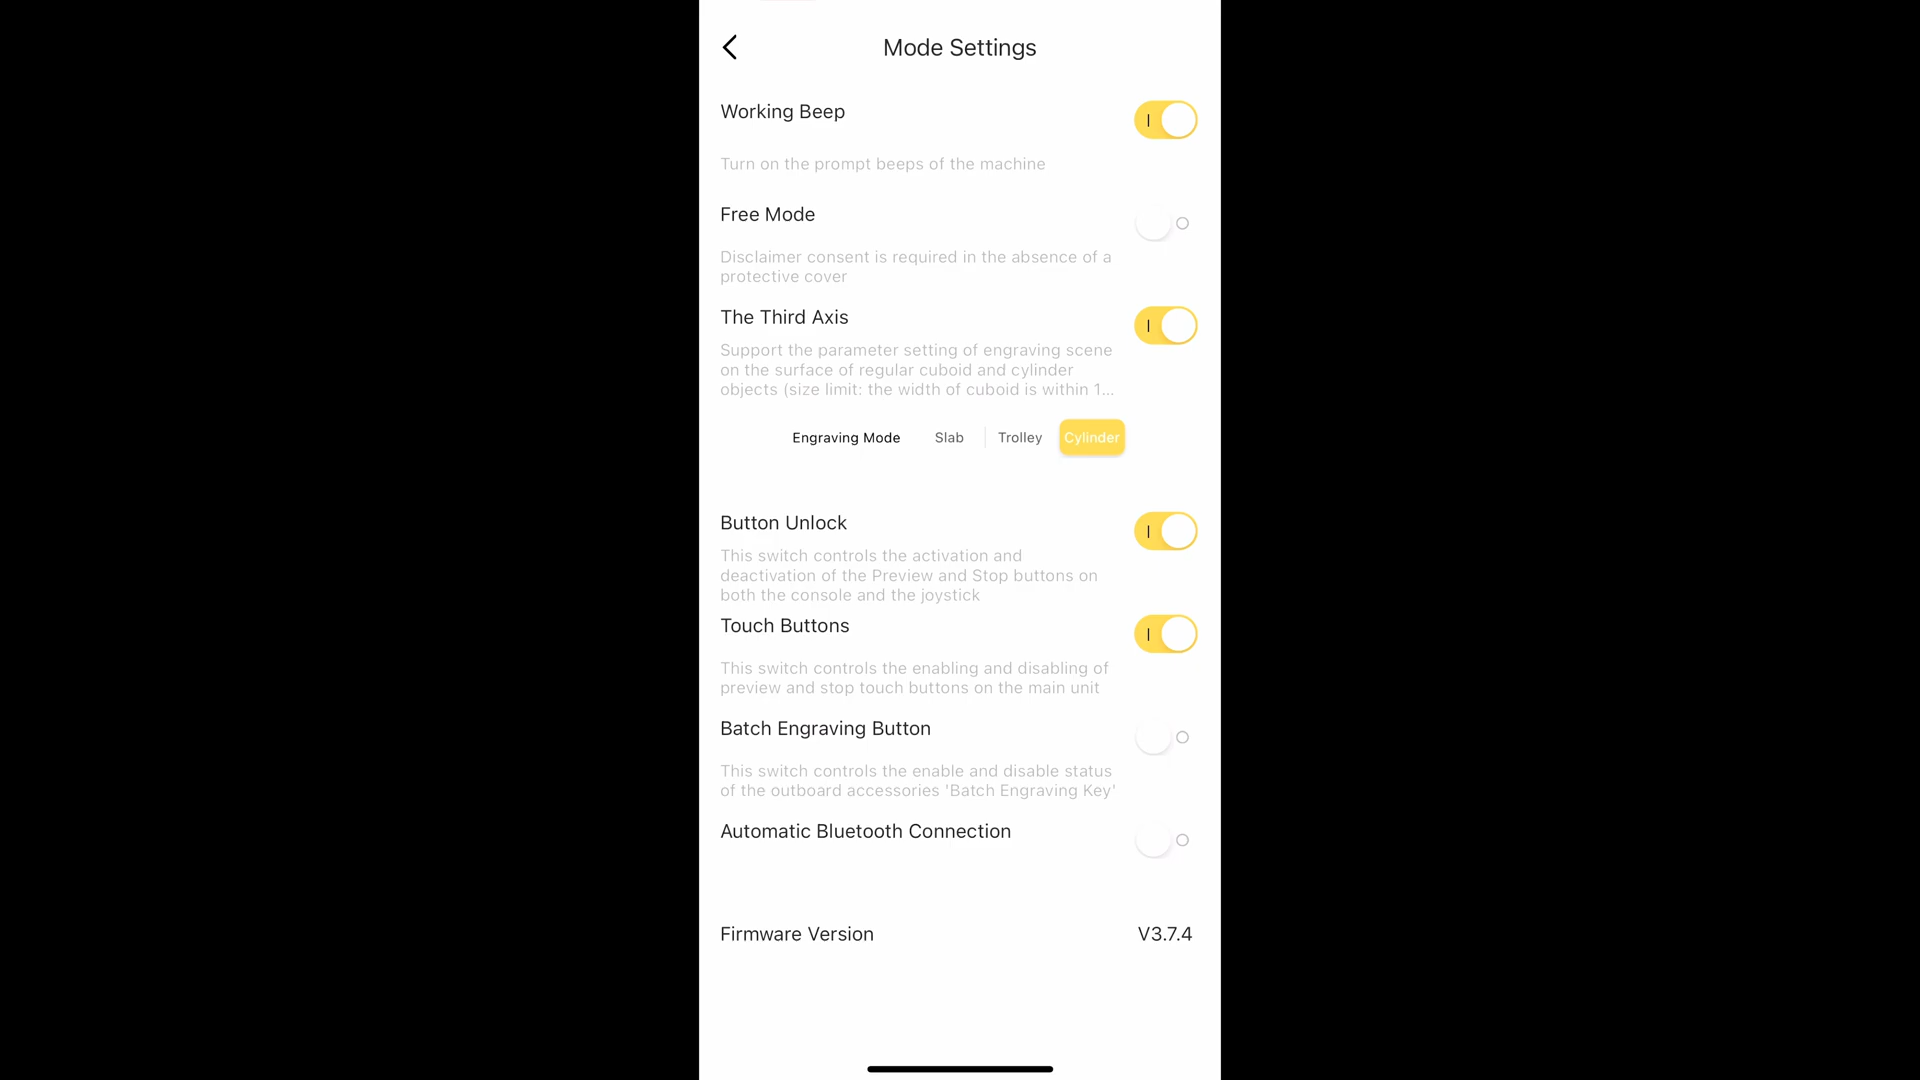 Mode Settings
Working Beep
Turn on the prompt beeps of the machine
Free Mode
Disclaimer consent is required in the absence of a
protective cover
The Third Axis
Support the parameter setting of engraving scene
on the surface of regular cuboid and cylinder
objects (size limit: the width of cuboid is within 1...
Engraving Mode Slab Trolley Cylinder
Button Unlock
This switch controls the activation and
deactivation of the Preview and Stop buttons on
both the console and the joystick
Touch Buttons
This switch controls the enabling and disabling of
preview and stop touch buttons on the main unit
Batch Engraving Button
This switch controls the enable and disable status
of the outboard accessories 'Batch Engraving Key'
Automatic Bluetooth Connection
Firmware Version V3.7.4